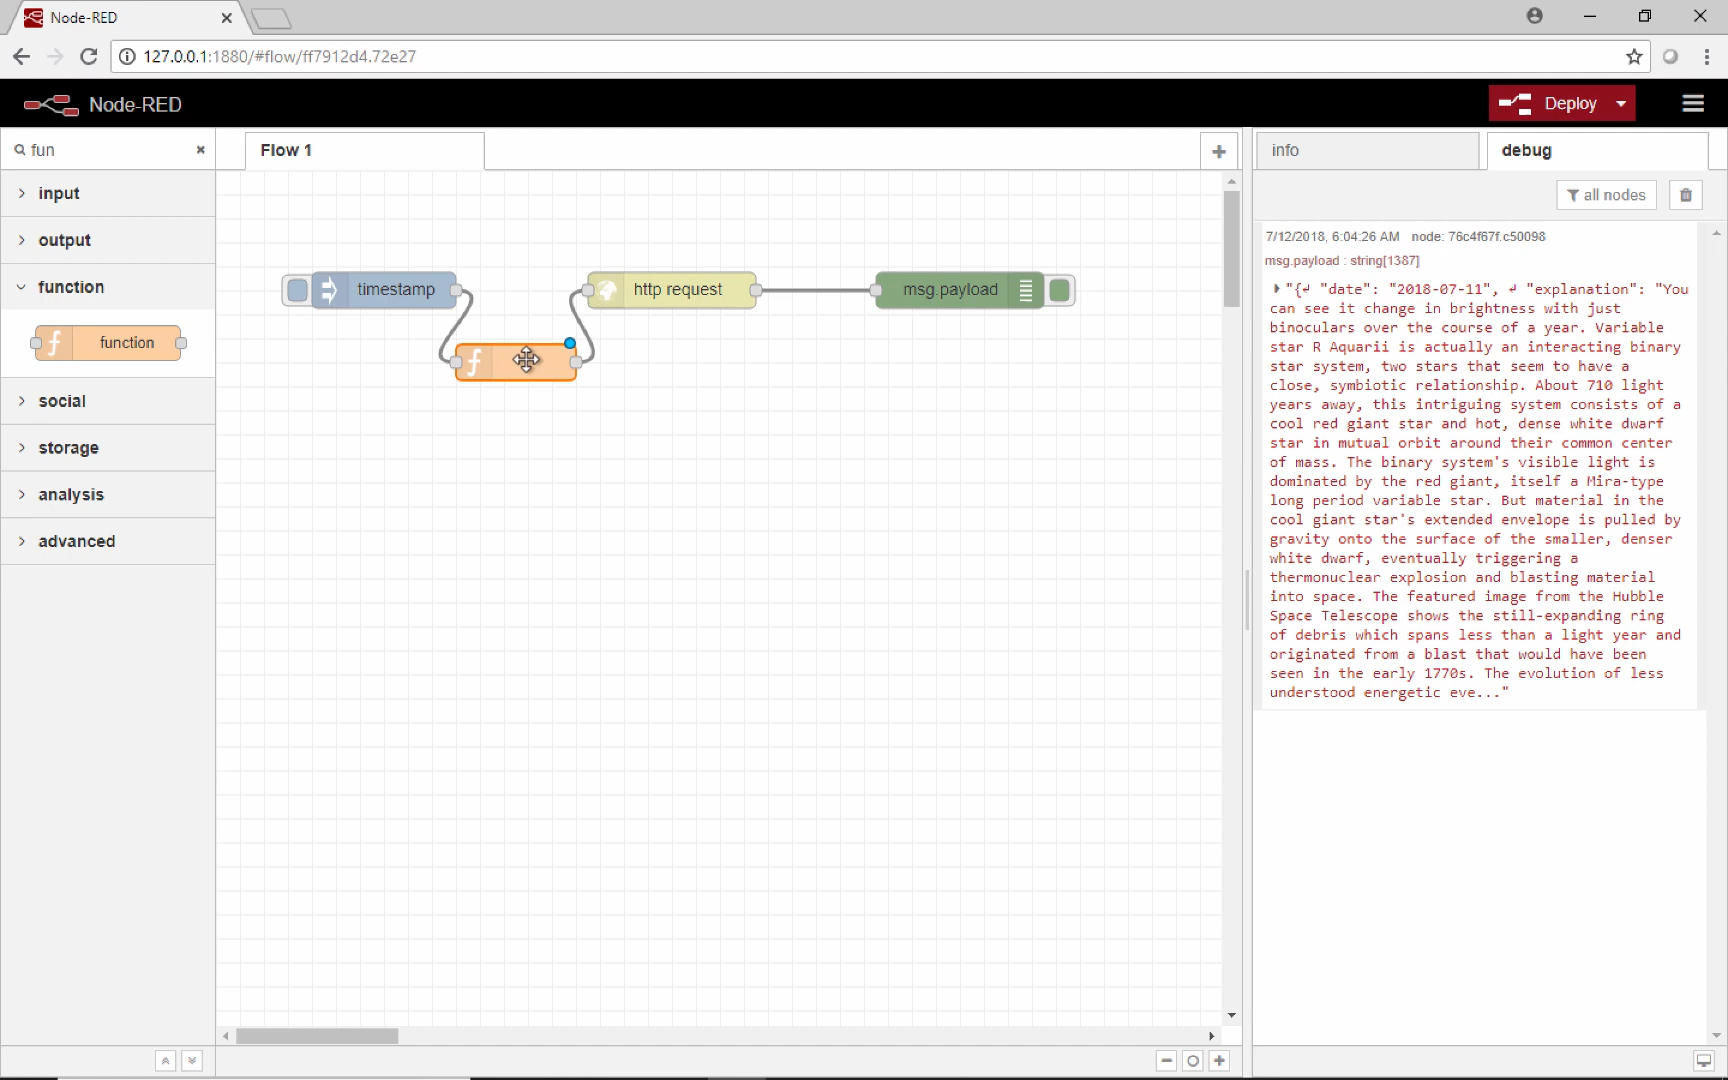 Node-RED
127.0.0.1:1880/#flow/ff7912d4.72e27
Node-RED
Deploy
fun
Flow 1
info
debug
input
output
function
function
social
storage
analysis
advanced
timestamp
http request
msg.payload
all nodes
7/12/2018, 6:04:26 AM node: 76c4f67f.c50098
msg.payload : string[1387]
"{↲ "date": "2018-07-11", ↲ "explanation": "You
can see it change in brightness with just
binoculars over the course of a year. Variable
star R Aquarii is actually an interacting binary
star system, two stars that seem to have a
close, symbiotic relationship. About 710 light
years away, this intriguing system consists of a
cool red giant star and hot, dense white dwarf
star in mutual orbit around their common center
of mass. The binary system's visible light is
dominated by the red giant, itself a Mira-type
long period variable star. But material in the
cool giant star's extended envelope is pulled by
gravity onto the surface of the smaller, denser
white dwarf, eventually triggering a
thermonuclear explosion and blasting material
into space. The featured image from the Hubble
Space Telescope shows the still-expanding ring
of debris which spans less than a light year and
originated from a blast that would have been
seen in the early 1770s. The evolution of less
understood energetic eve..."